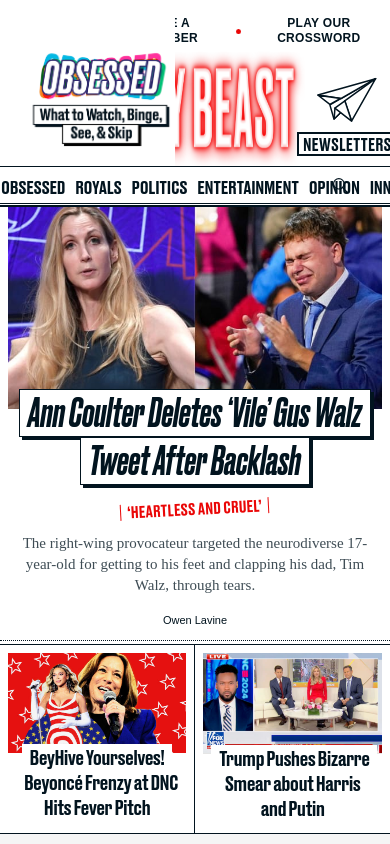 E A
BER
PLAY OUR
CROSSWORD
OBSESSED
What to Watch, Binge,
See, & Skip
Y BEAST
NEWSLETTERS
OBSESSED ROYALS POLITICS ENTERTAINMENT OPINION INN
Ann Coulter Deletes ‘Vile’ Gus Walz
Tweet After Backlash
‘HEARTLESS AND CRUEL’
The right-wing provocateur targeted the neurodiverse 17-
year-old for getting to his feet and clapping his dad, Tim
Walz, through tears.
Owen Lavine
BeyHive Yourselves!
Beyoncé Frenzy at DNC
Hits Fever Pitch
LIVE
FOX
NEWS
Trump Pushes Bizarre
Smear about Harris
and Putin